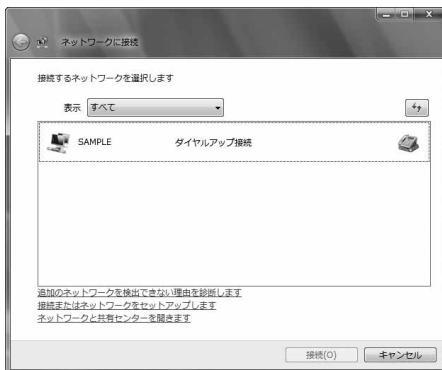 ネットワークに接続
接続するネットワークを選択します
表示 すべて
SAMPLE ダイヤルアップ接続
追加のネットワークを検出できない理由を診断します
接続またはネットワークをセットアップします
ネットワークと共有センターを開きます
接続(O) キャンセル